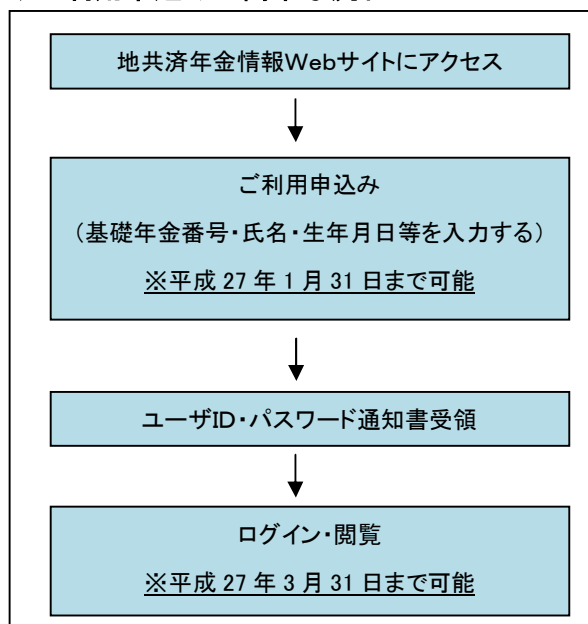 地共済年金情報Webサイトにアクセス
ご利用申込み
（基礎年金番号・氏名・生年月日等を入力する）
※平成 27 年 1 月 31 日まで可能
ユーザID・パスワード通知書受領
ログイン・閲覧
※平成 27 年 3 月 31 日まで可能